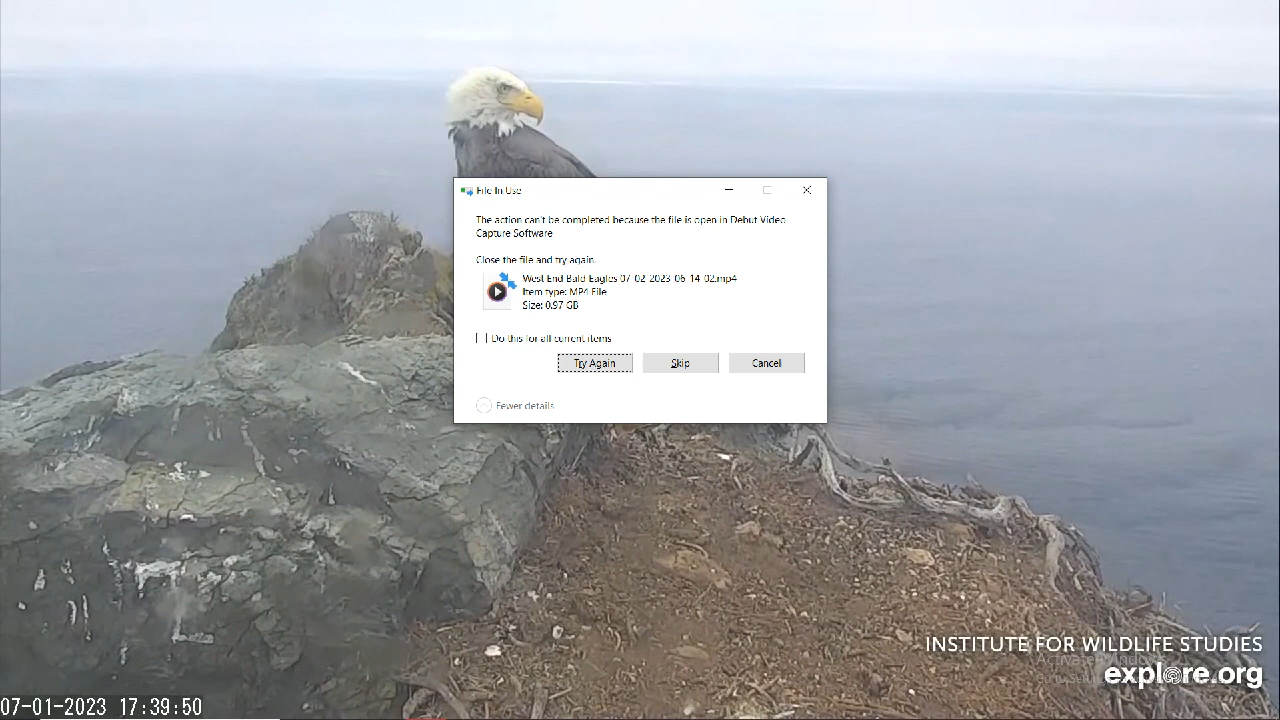 File In Use
The action can't be completed because the file is open in Debut Video
Capture Software
Close the file and try again.
West End Bald Eagles 07-02-2023-06-14-02.mp4
Item type: MP4 File
Size: 0.97 GB
Do this for all current items
Try Again Skip Cancel
Fewer details
INSTITUTE FOR WILDLIFE STUDIES
Activate Windows
explore.org
07-01-2023 17:39:50